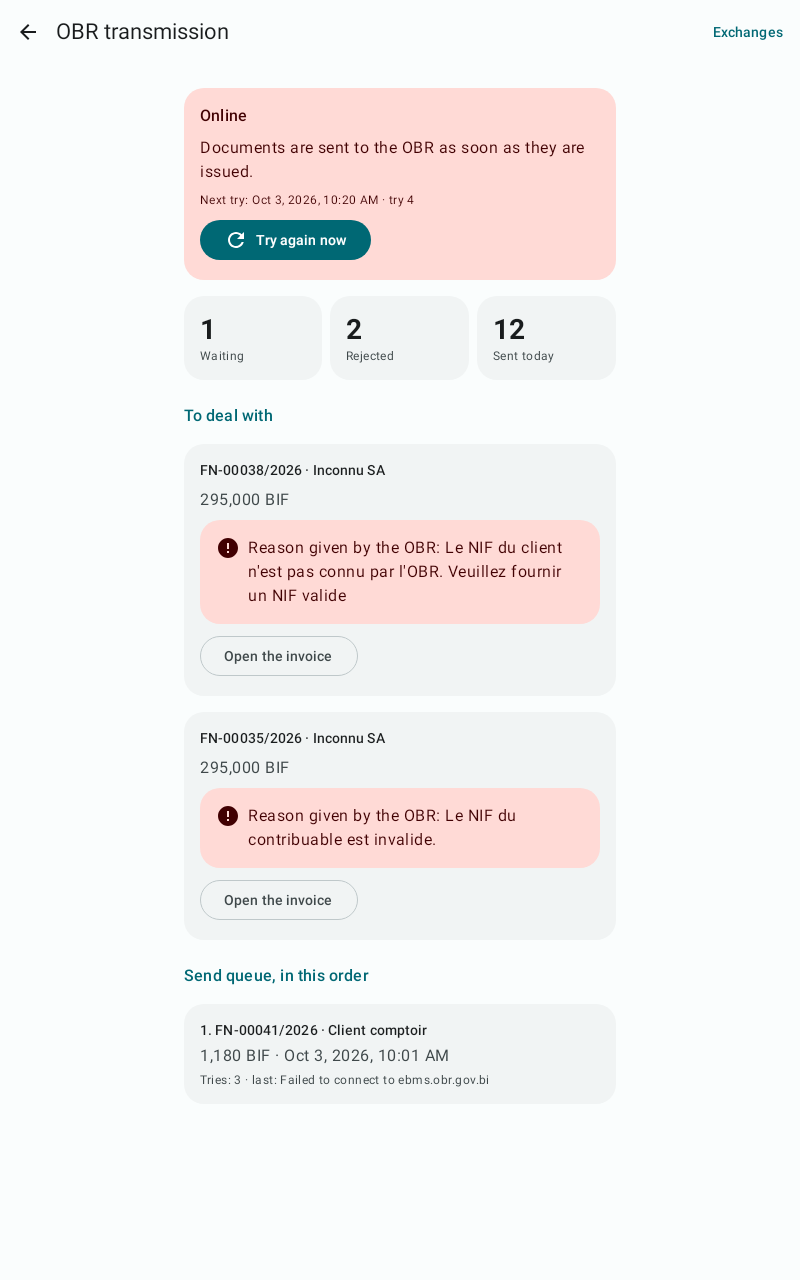 OBR transmission
Exchanges
Online
Documents are sent to the OBR as soon as they are
issued.
Next try: Oct 3, 2026, 10:20 AM · try 4
Try again now
1
Waiting
2
Rejected
12
Sent today
To deal with
FN-00038/2026 · Inconnu SA
295,000 BIF
Reason given by the OBR: Le NIF du client
n'est pas connu par l'OBR. Veuillez fournir
un NIF valide
Open the invoice
FN-00035/2026 · Inconnu SA
295,000 BIF
Reason given by the OBR: Le NIF du
contribuable est invalide.
Open the invoice
Send queue, in this order
1. FN-00041/2026 · Client comptoir
1,180 BIF · Oct 3, 2026, 10:01 AM
Tries: 3 · last: Failed to connect to ebms.obr.gov.bi